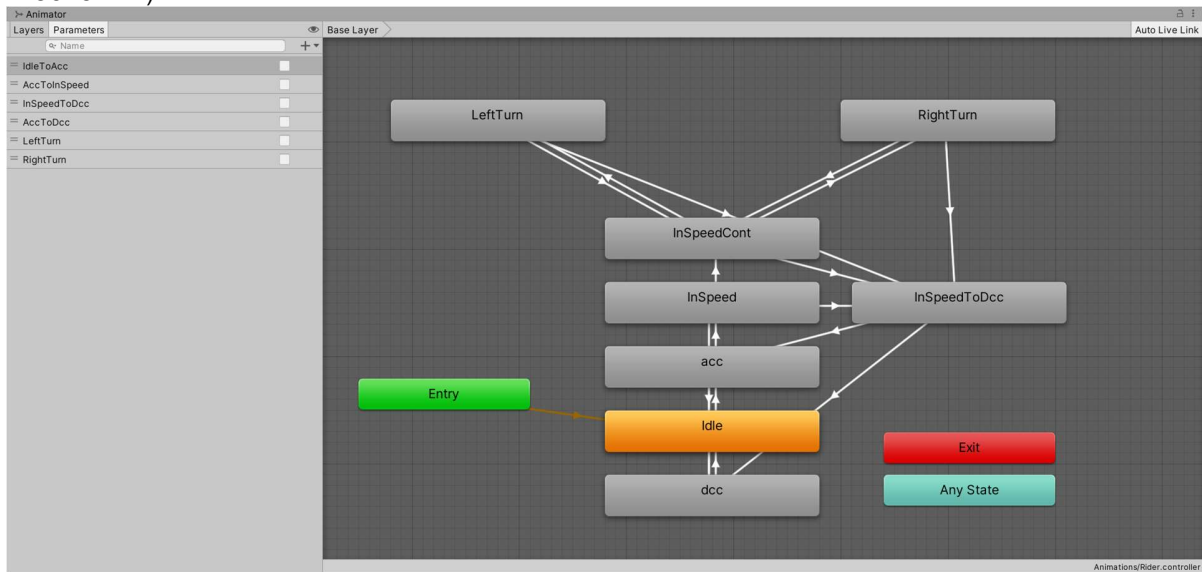 Animator
Layers Parameters
Name
IdleToAcc
AccToInSpeed
InSpeedToDcc
AccToDcc
LeftTurn
RightTurn
Base Layer
Auto Live Link
LeftTurn
RightTurn
InSpeedCont
InSpeed
InSpeedToDcc
acc
Entry
Idle
Exit
dcc
Any State
Animations/Rider.controller